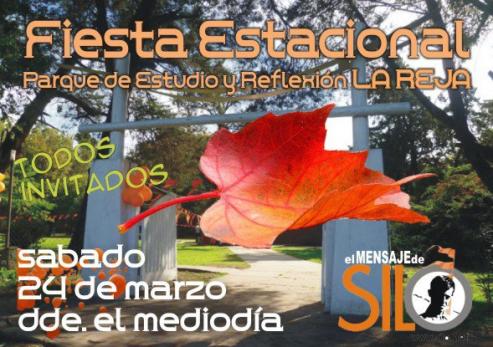 Fiesta Estacional
Parque de Estudio y Reflexión LA REJA
TODOS
INVITADOS
sabado
24 de marzo
dde. el mediodía
el MENSAJE de
SILO